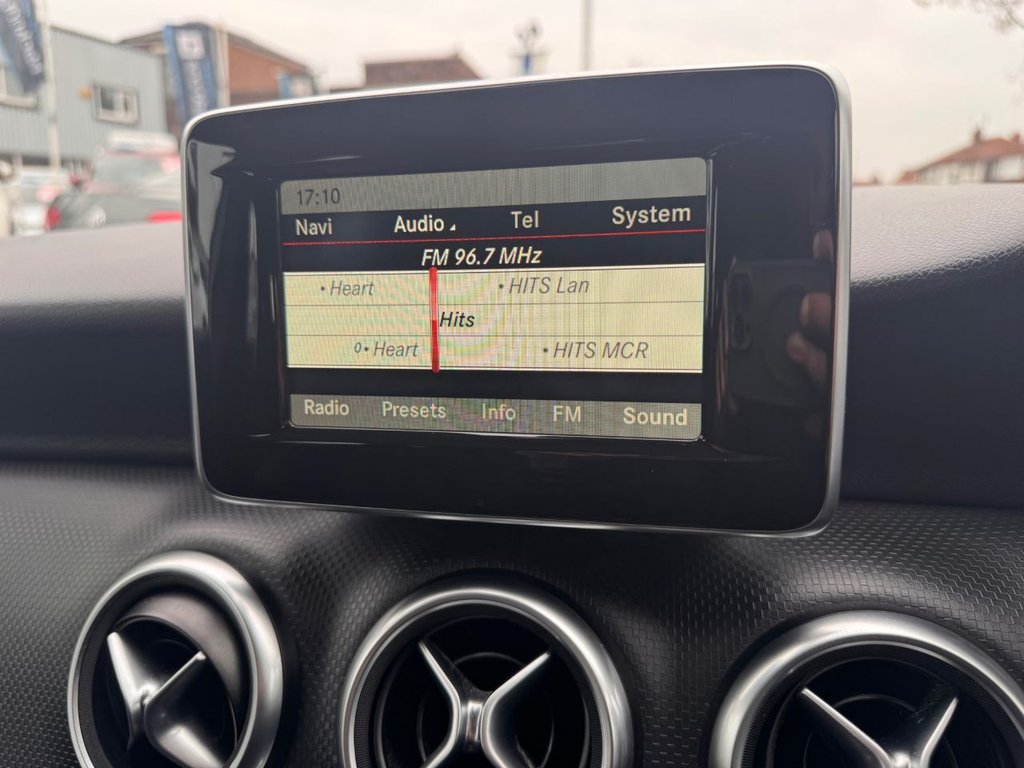 17:10
Navi Audio Tel System
FM 96.7 MHz
• Heart • HITS Lan
Hits
0• Heart • HITS MCR
Radio Presets Info FM Sound